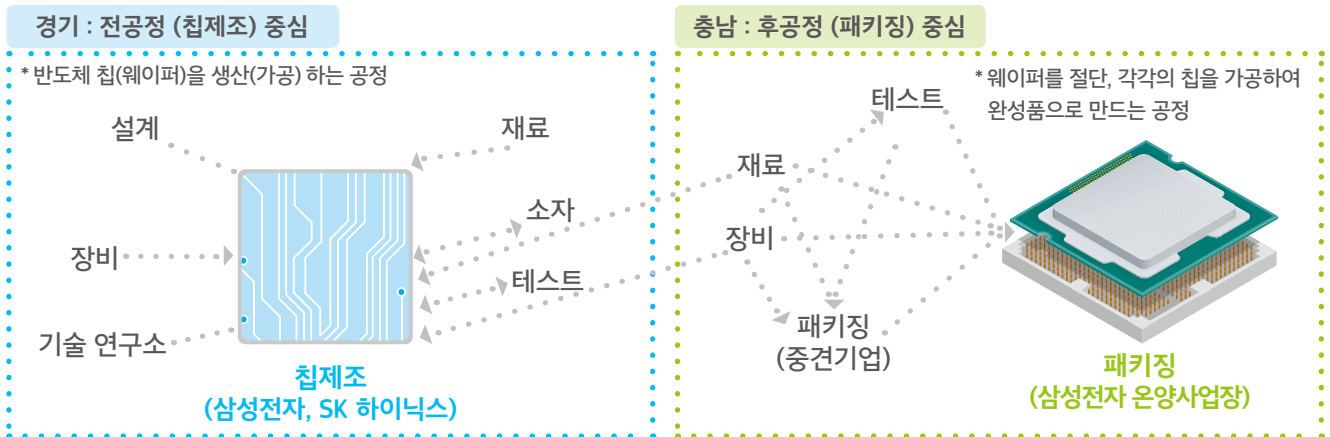 경기 : 전공정 (칩제조) 중심
* 반도체 칩(웨이퍼)을 생산(가공) 하는 공정
설계
재료
소자
장비
테스트
기술 연구소
칩제조
(삼성전자, SK 하이닉스)
충남 : 후공정 (패키징) 중심
* 웨이퍼를 절단, 각각의 칩을 가공하여
완성품으로 만드는 공정
테스트
재료
장비
패키징
(중견기업)
패키징
(삼성전자 온양사업장)